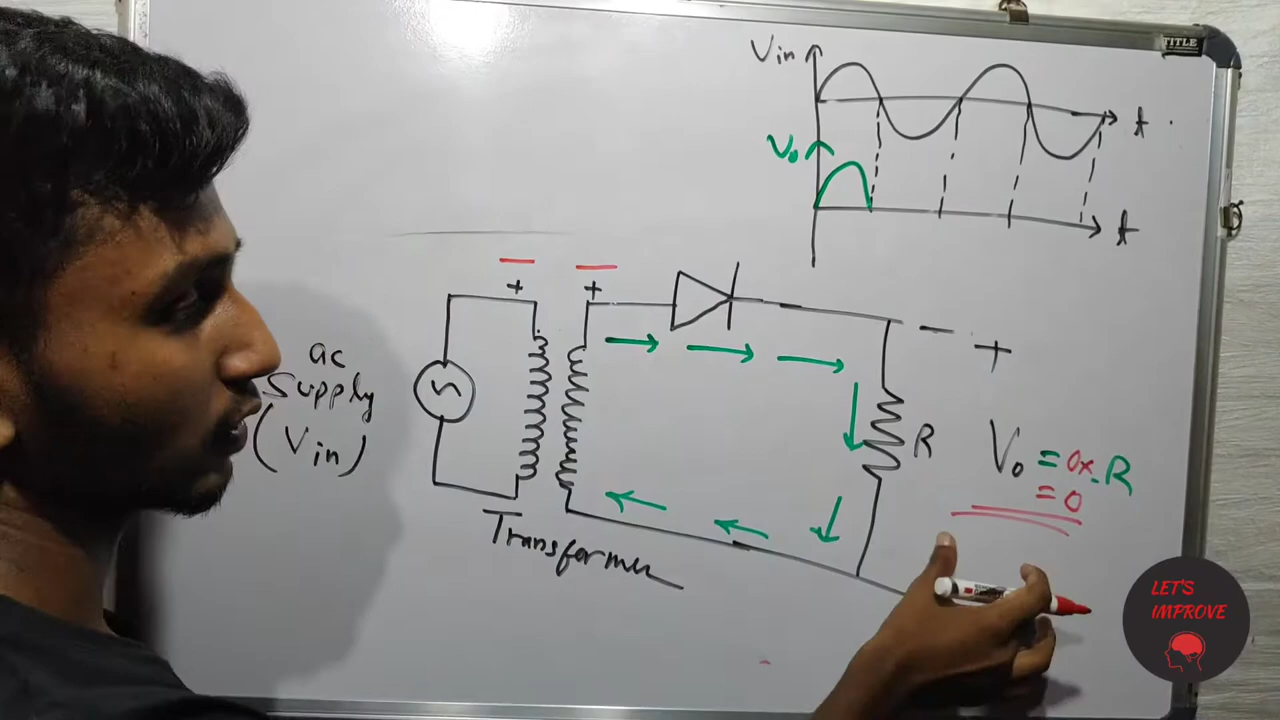 TITLE
Vin
t
Vo
t
— —
+ +
ac
Supply
(Vin)
R
+
Vo = 0x.R
= 0
Transformer
LET'S
IMPROVE